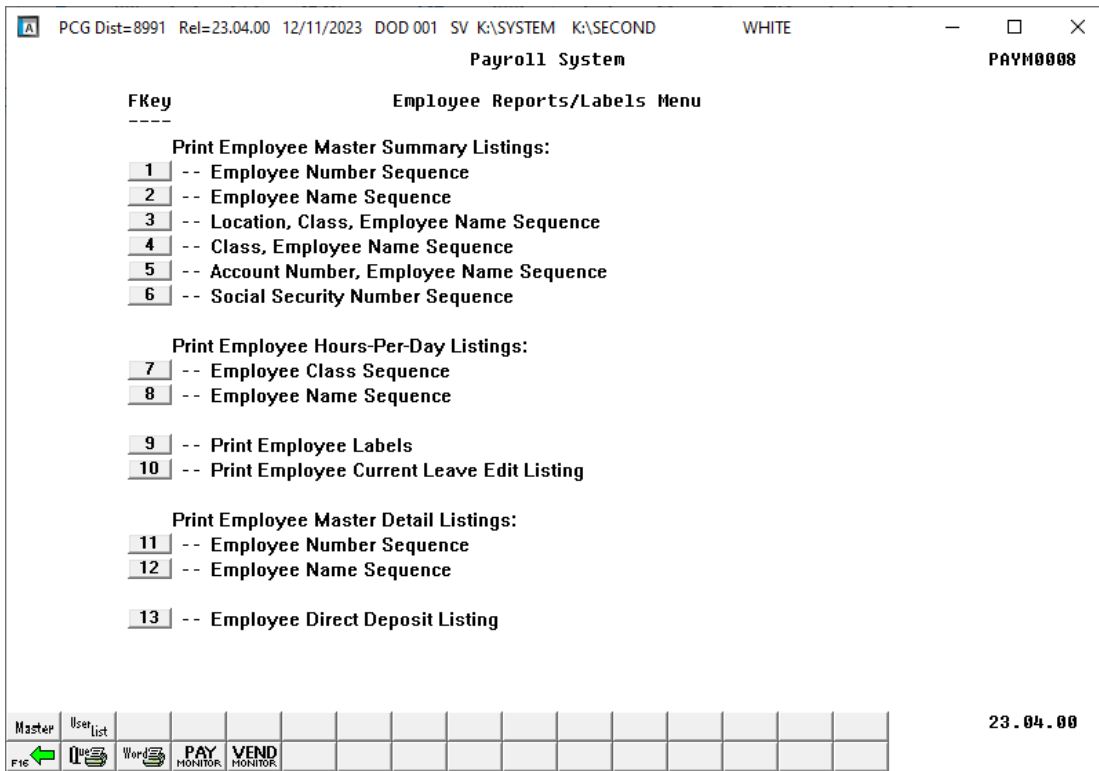 A PCG Dist=8991 Rel=23.04.00 12/11/2023 DOD 001 SV K:\SYSTEM K:\SECOND WHITE
Payroll System PAYM0008
FKey Employee Reports/Labels Menu
----
Print Employee Master Summary Listings:
1 -- Employee Number Sequence
2 -- Employee Name Sequence
3 -- Location, Class, Employee Name Sequence
4 -- Class, Employee Name Sequence
5 -- Account Number, Employee Name Sequence
6 -- Social Security Number Sequence
Print Employee Hours-Per-Day Listings:
7 -- Employee Class Sequence
8 -- Employee Name Sequence
9 -- Print Employee Labels
10 -- Print Employee Current Leave Edit Listing
Print Employee Master Detail Listings:
11 -- Employee Number Sequence
12 -- Employee Name Sequence
13 -- Employee Direct Deposit Listing
Master User List 23.04.00
F16 Que Word PAY MONITOR VEND MONITOR